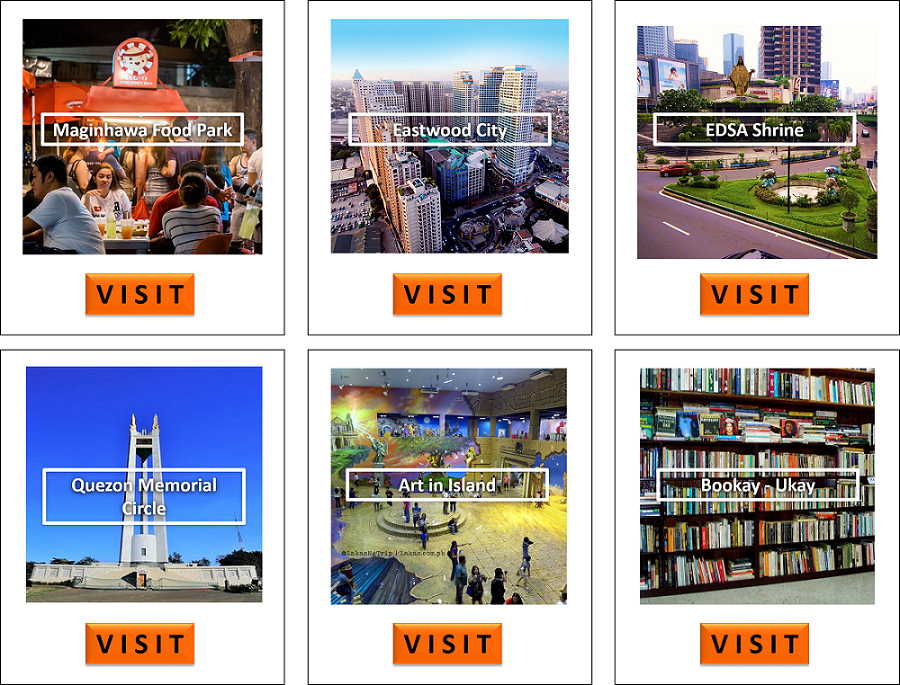 Maginhawa Food Park
Eastwood City
EDSA Shrine
VISIT
VISIT
VISIT
Quezon Memorial
Circle
Art in Island
Bookay - Ukay
VISIT
VISIT
VISIT